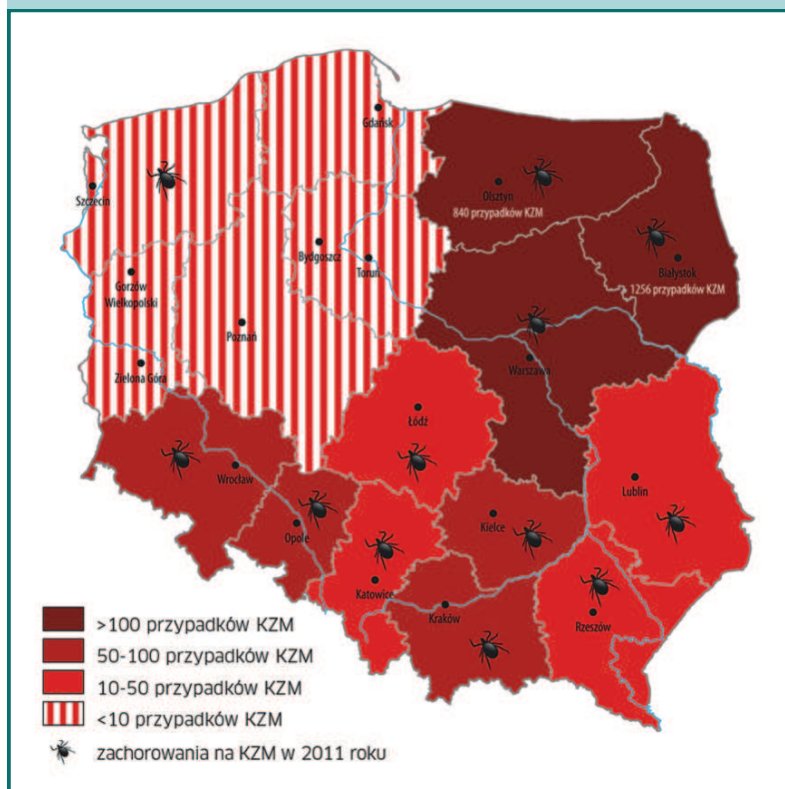 Gdańsk
Olsztyn
840 przypadków KZM
Szczecin
Białystok
1256 przypadków KZM
Bydgoszcz
Toruń
Gorzów
Wielkopolski
Poznań
Warszawa
Zielona Góra
Łódź
Wrocław
Lublin
Opole
Kielce
Katowice
Kraków
Rzeszów
>100 przypadków KZM
50-100 przypadków KZM
10-50 przypadków KZM
<10 przypadków KZM
zachorowania na KZM w 2011 roku